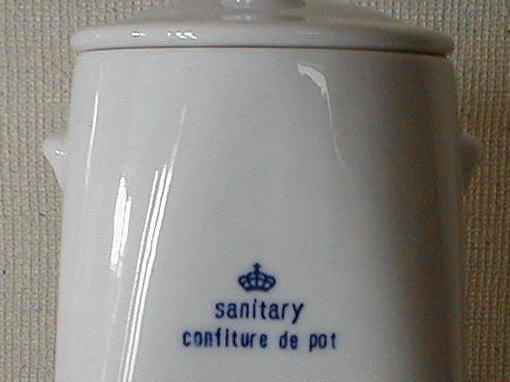 sanitary
confiture de pot